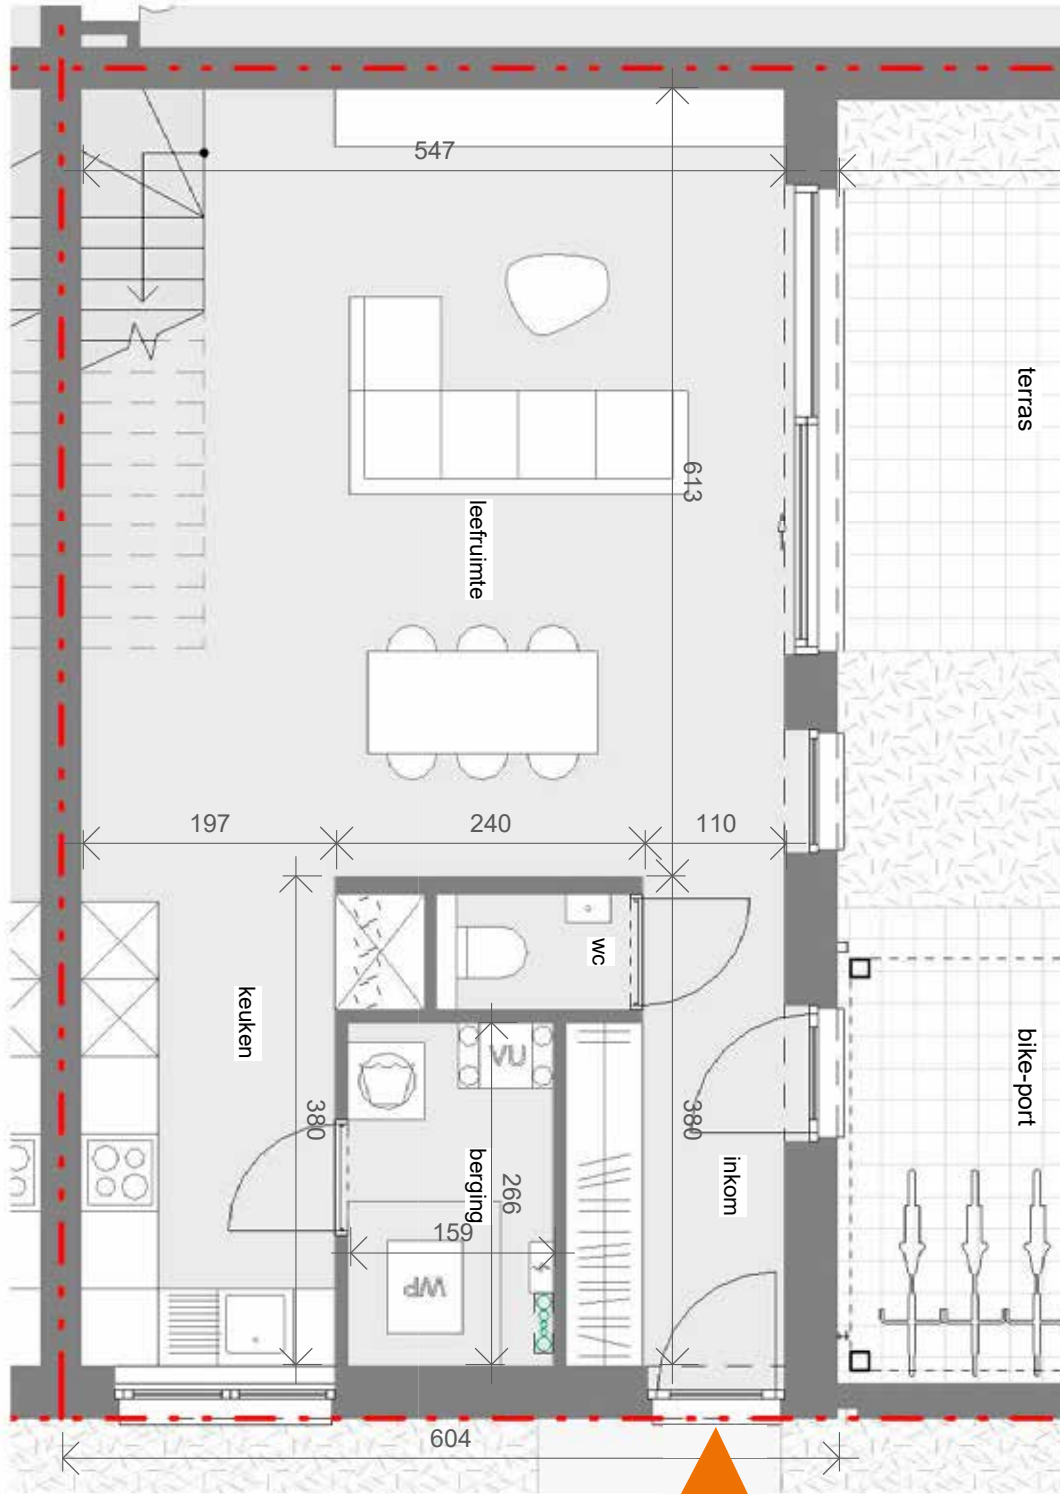 547
terras
613
leefruimte
197
240
110
wc
keuken
VU
bike-port
380
380
berging
266
inkom
159
WP
604